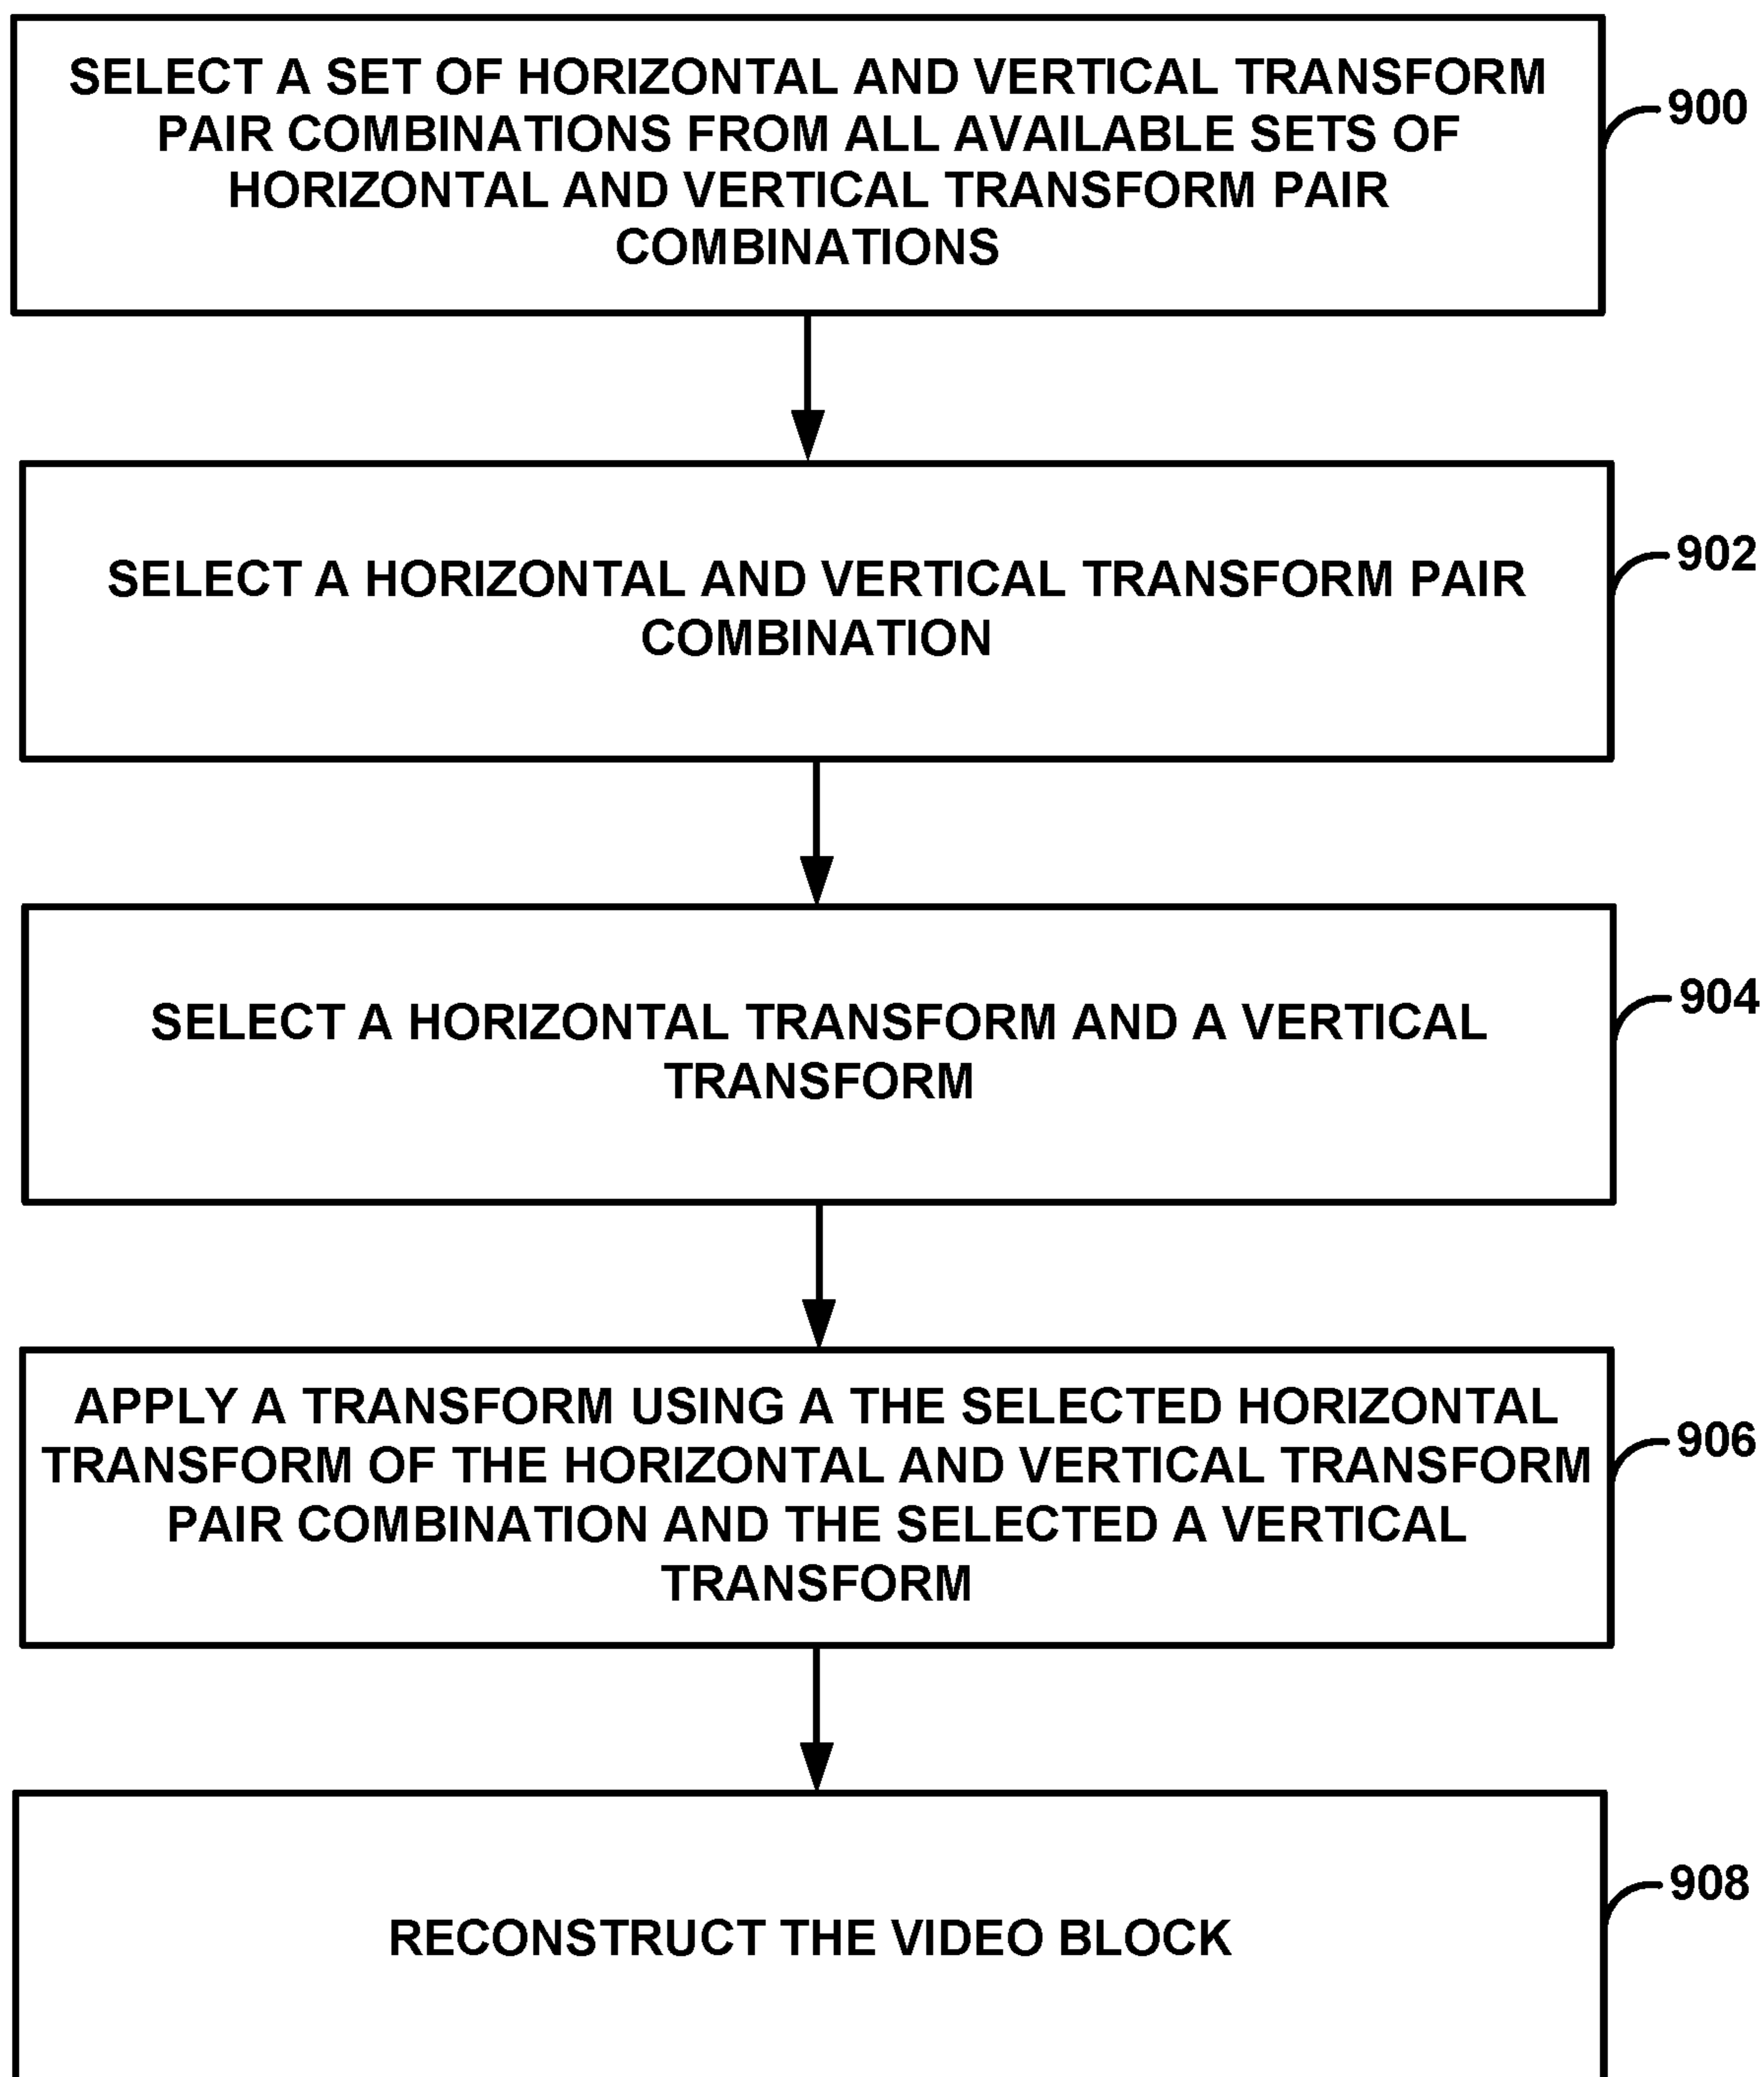 SELECT A SET OF HORIZONTAL AND VERTICAL TRANSFORM
PAIR COMBINATIONS FROM ALL AVAILABLE SETS OF
HORIZONTAL AND VERTICAL TRANSFORM PAIR
COMBINATIONS
900
SELECT A HORIZONTAL AND VERTICAL TRANSFORM PAIR
COMBINATION
902
SELECT A HORIZONTAL TRANSFORM AND A VERTICAL
TRANSFORM
904
APPLY A TRANSFORM USING A THE SELECTED HORIZONTAL
TRANSFORM OF THE HORIZONTAL AND VERTICAL TRANSFORM
PAIR COMBINATION AND THE SELECTED A VERTICAL
TRANSFORM
906
RECONSTRUCT THE VIDEO BLOCK
908